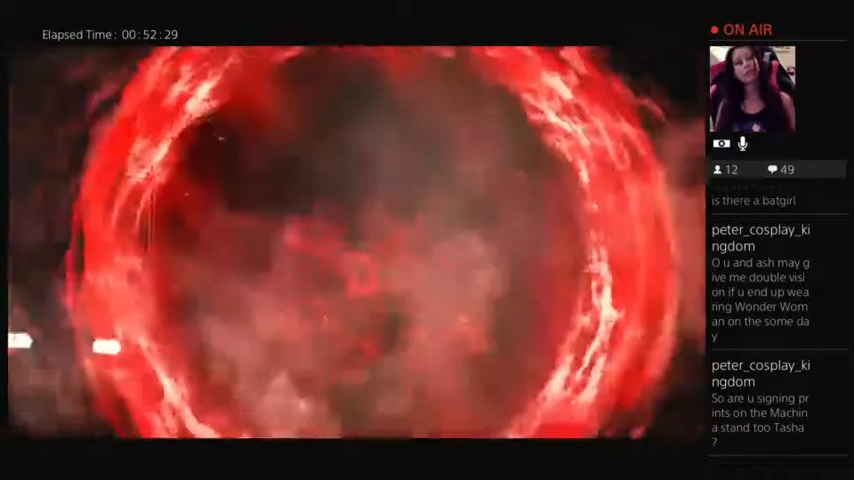 Elapsed Time: 00:52:29
ON AIR
12
49
is there a batgirl
peter_cosplay_ki
ngdom
O u and ash may g
ive me double visi
on if u end up wea
ring Wonder Wom
an on the some da
y
peter_cosplay_ki
ngdom
So are u signing pr
ints on the Machin
a stand too Tasha
?